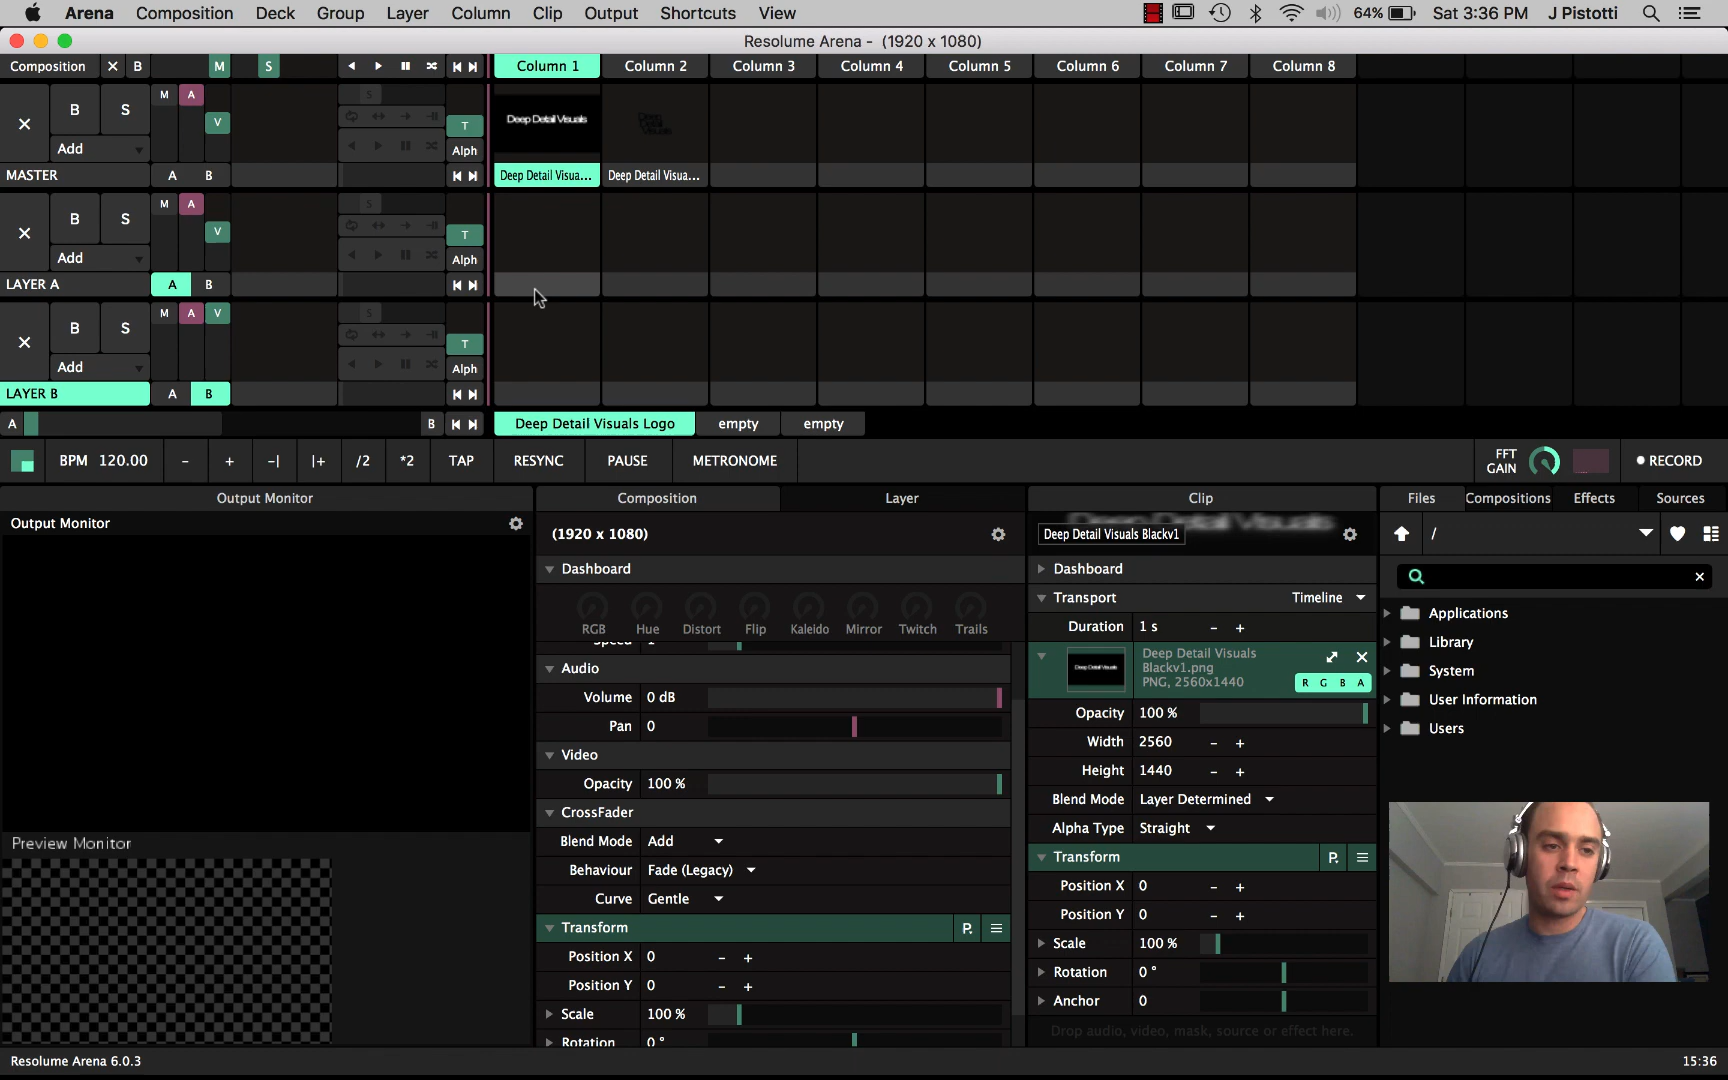 Arena Composition Deck Group Layer Column Clip Output Shortcuts View 64% Sat 3:36 PM J Pistotti
Resolume Arena - (1920 x 1080)
Composition B M S Column 1 Column 2 Column 3 Column 4 Column 5 Column 6 Column 7 Column 8
M A S
B S V T
Add Alph
Deep Detail Visuals
Deep Detail Visuals
MASTER A B Deep Detail Visua... Deep Detail Visua...
M A S
B S V T
Add Alph
LAYER A A B
M A V S
B S T
Add Alph
LAYER B A B
A B Deep Detail Visuals Logo empty empty
BPM 120.00 - + -| |+ /2 *2 TAP RESYNC PAUSE METRONOME FFT GAIN RECORD
Output Monitor Composition Layer Clip Files Compositions Effects Sources
Output Monitor
(1920 x 1080)
Deep Detail Visuals
Deep Detail Visuals Blackv1
/
Dashboard
RGB Hue Distort Flip Kaleido Mirror Twitch Trails
Speed 1
Audio
Volume 0 dB
Pan 0
Video
Opacity 100 %
CrossFader
Blend Mode Add
Behaviour Fade (Legacy)
Curve Gentle
Transform P.
Position X 0 - +
Position Y 0 - +
Scale 100 %
Rotation 0 °
Dashboard
Transport Timeline
Duration 1 s - +
Deep Detail Visuals
Blackv1.png
PNG, 2560x1440
R G B A
Opacity 100 %
Width 2560 - +
Height 1440 - +
Blend Mode Layer Determined
Alpha Type Straight
Transform P.
Position X 0 - +
Position Y 0 - +
Scale 100 %
Rotation 0 °
Anchor 0
Drop audio, video, mask, source or effect here.
Applications
Library
System
User Information
Users
Preview Monitor
Resolume Arena 6.0.3 15:36